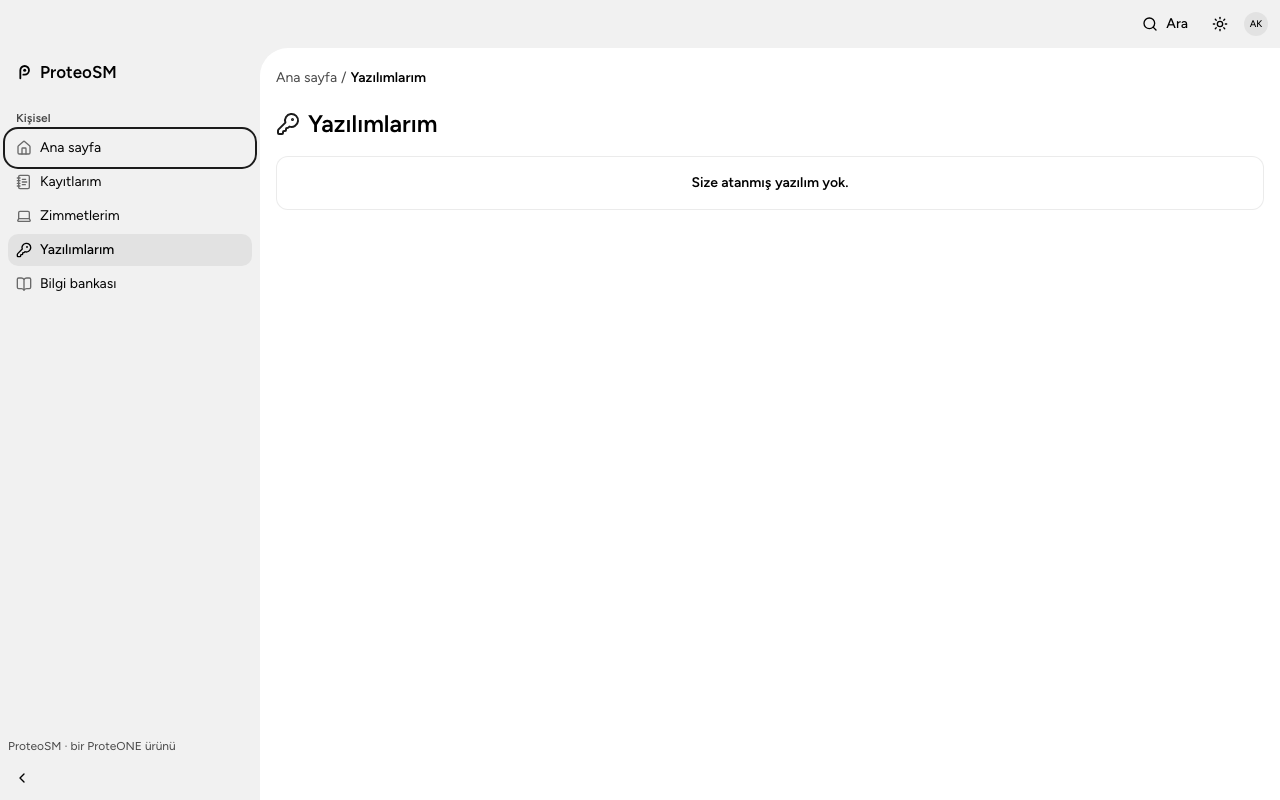 Ara
AK
ProteoSM
Kişisel
Ana sayfa
Kayıtlarım
Zimmetlerim
Yazılımlarım
Bilgi bankası
ProteoSM · bir ProteONE ürünü
Ana sayfa / Yazılımlarım
Yazılımlarım
Size atanmış yazılım yok.